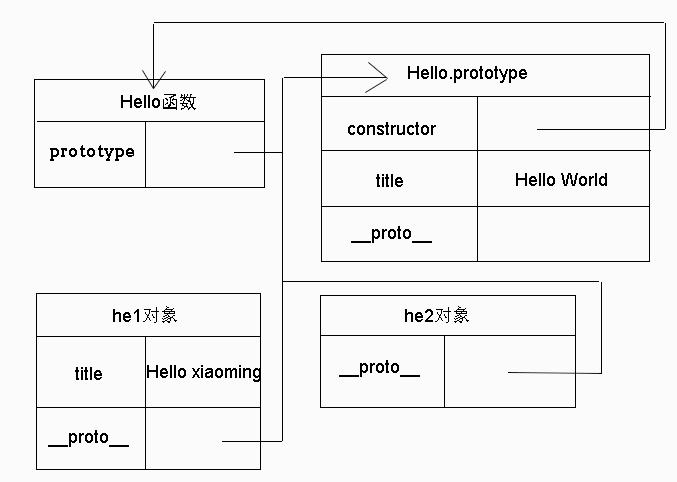 Hello函数
prototype
Hello.prototype
constructor
title
Hello World
__proto__
he1对象
title
Hello xiaoming
__proto__
he2对象
__proto__